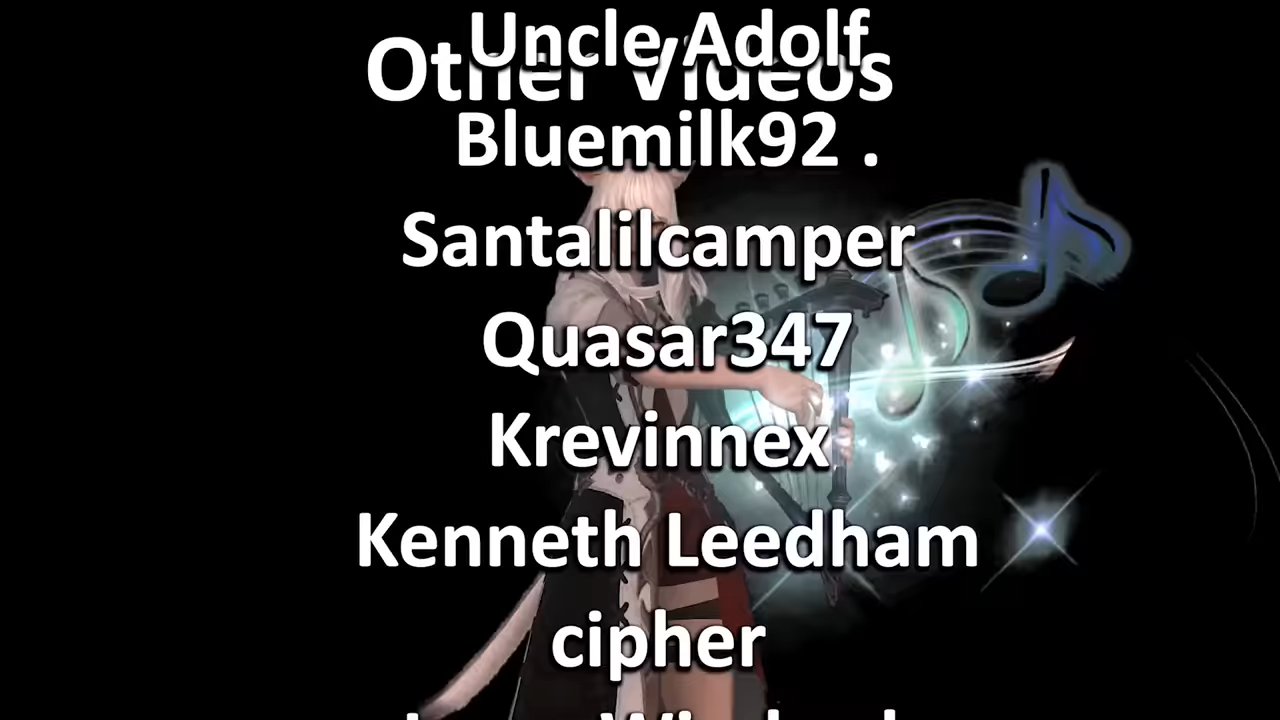 Uncle Adolf
Other Videos
Bluemilk92 .
Santalilcamper
Quasar347
Krevinnex
Kenneth Leedham
cipher